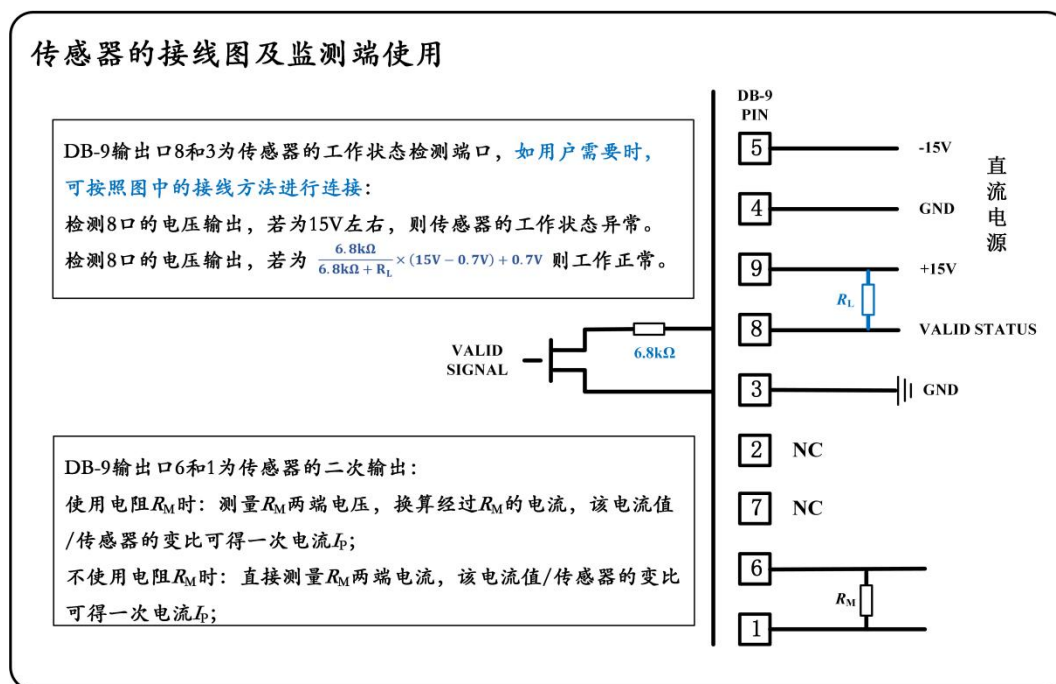 传感器的接线图及监测端使用
DB-9输出口8和3为传感器的工作状态检测端口，如用户需要时，
可按照图中的接线方法进行连接：
检测8口的电压输出，若为15V左右，则传感器的工作状态异常。
检测8口的电压输出，若为 6.8kΩ/(6.8kΩ+R_L)×(15V−0.7V)+0.7V 则工作正常。
VALID
SIGNAL
6.8kΩ
DB-9输出口6和1为传感器的二次输出：
使用电阻R_M时：测量R_M两端电压，换算经过R_M的电流，该电流值
/传感器的变比可得一次电流I_P；
不使用电阻R_M时：直接测量R_M两端电流，该电流值/传感器的变比
可得一次电流I_P；
DB-9
PIN
5 -15V
4 GND
9 +15V
R_L
8 VALID STATUS
3 GND
2 NC
7 NC
6
R_M
1
直流电源